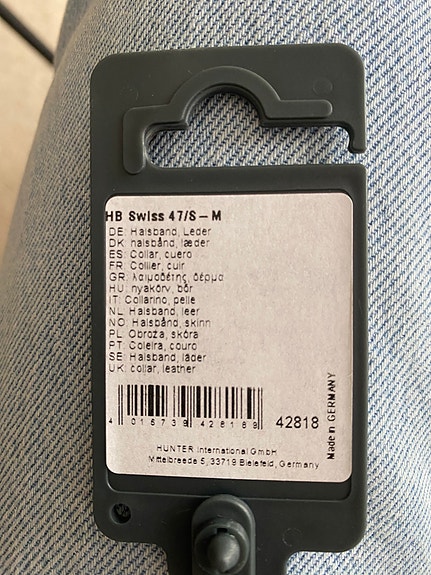 HB Swiss 47/S – M
DE: Halsband, Leder
DK: halsbånd, læder
ES: Collar, cuero
FR: Collier, cuir
GR: λαιμοδέτης, δέρμα
HU: nyakörv, bőr
IT: Collarino, pelle
NL: Halsband, leer
NO: Halsbånd, skinn
PL: Obroża, skóra
PT: Coleira, couro
SE: Halsband, läder
UK: collar, leather
4 015739 428189
42818
Made in GERMANY
HUNTER International GmbH
Mittelbreede 5, 33719 Bielefeld, Germany